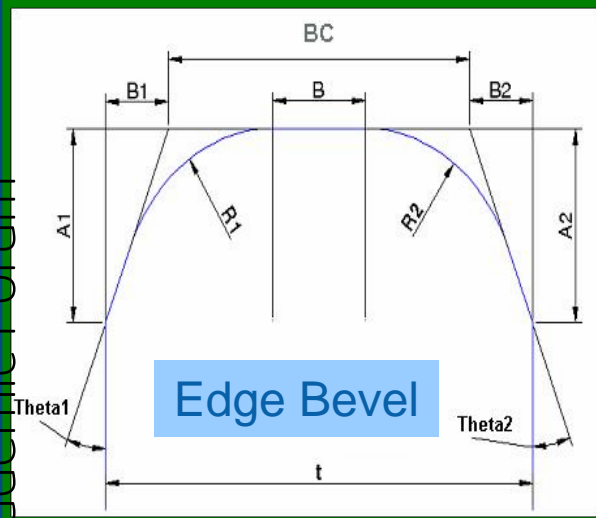 BC
B1 B B2
A1 R1 R2 A2
Edge Bevel
Theta1 Theta2
t